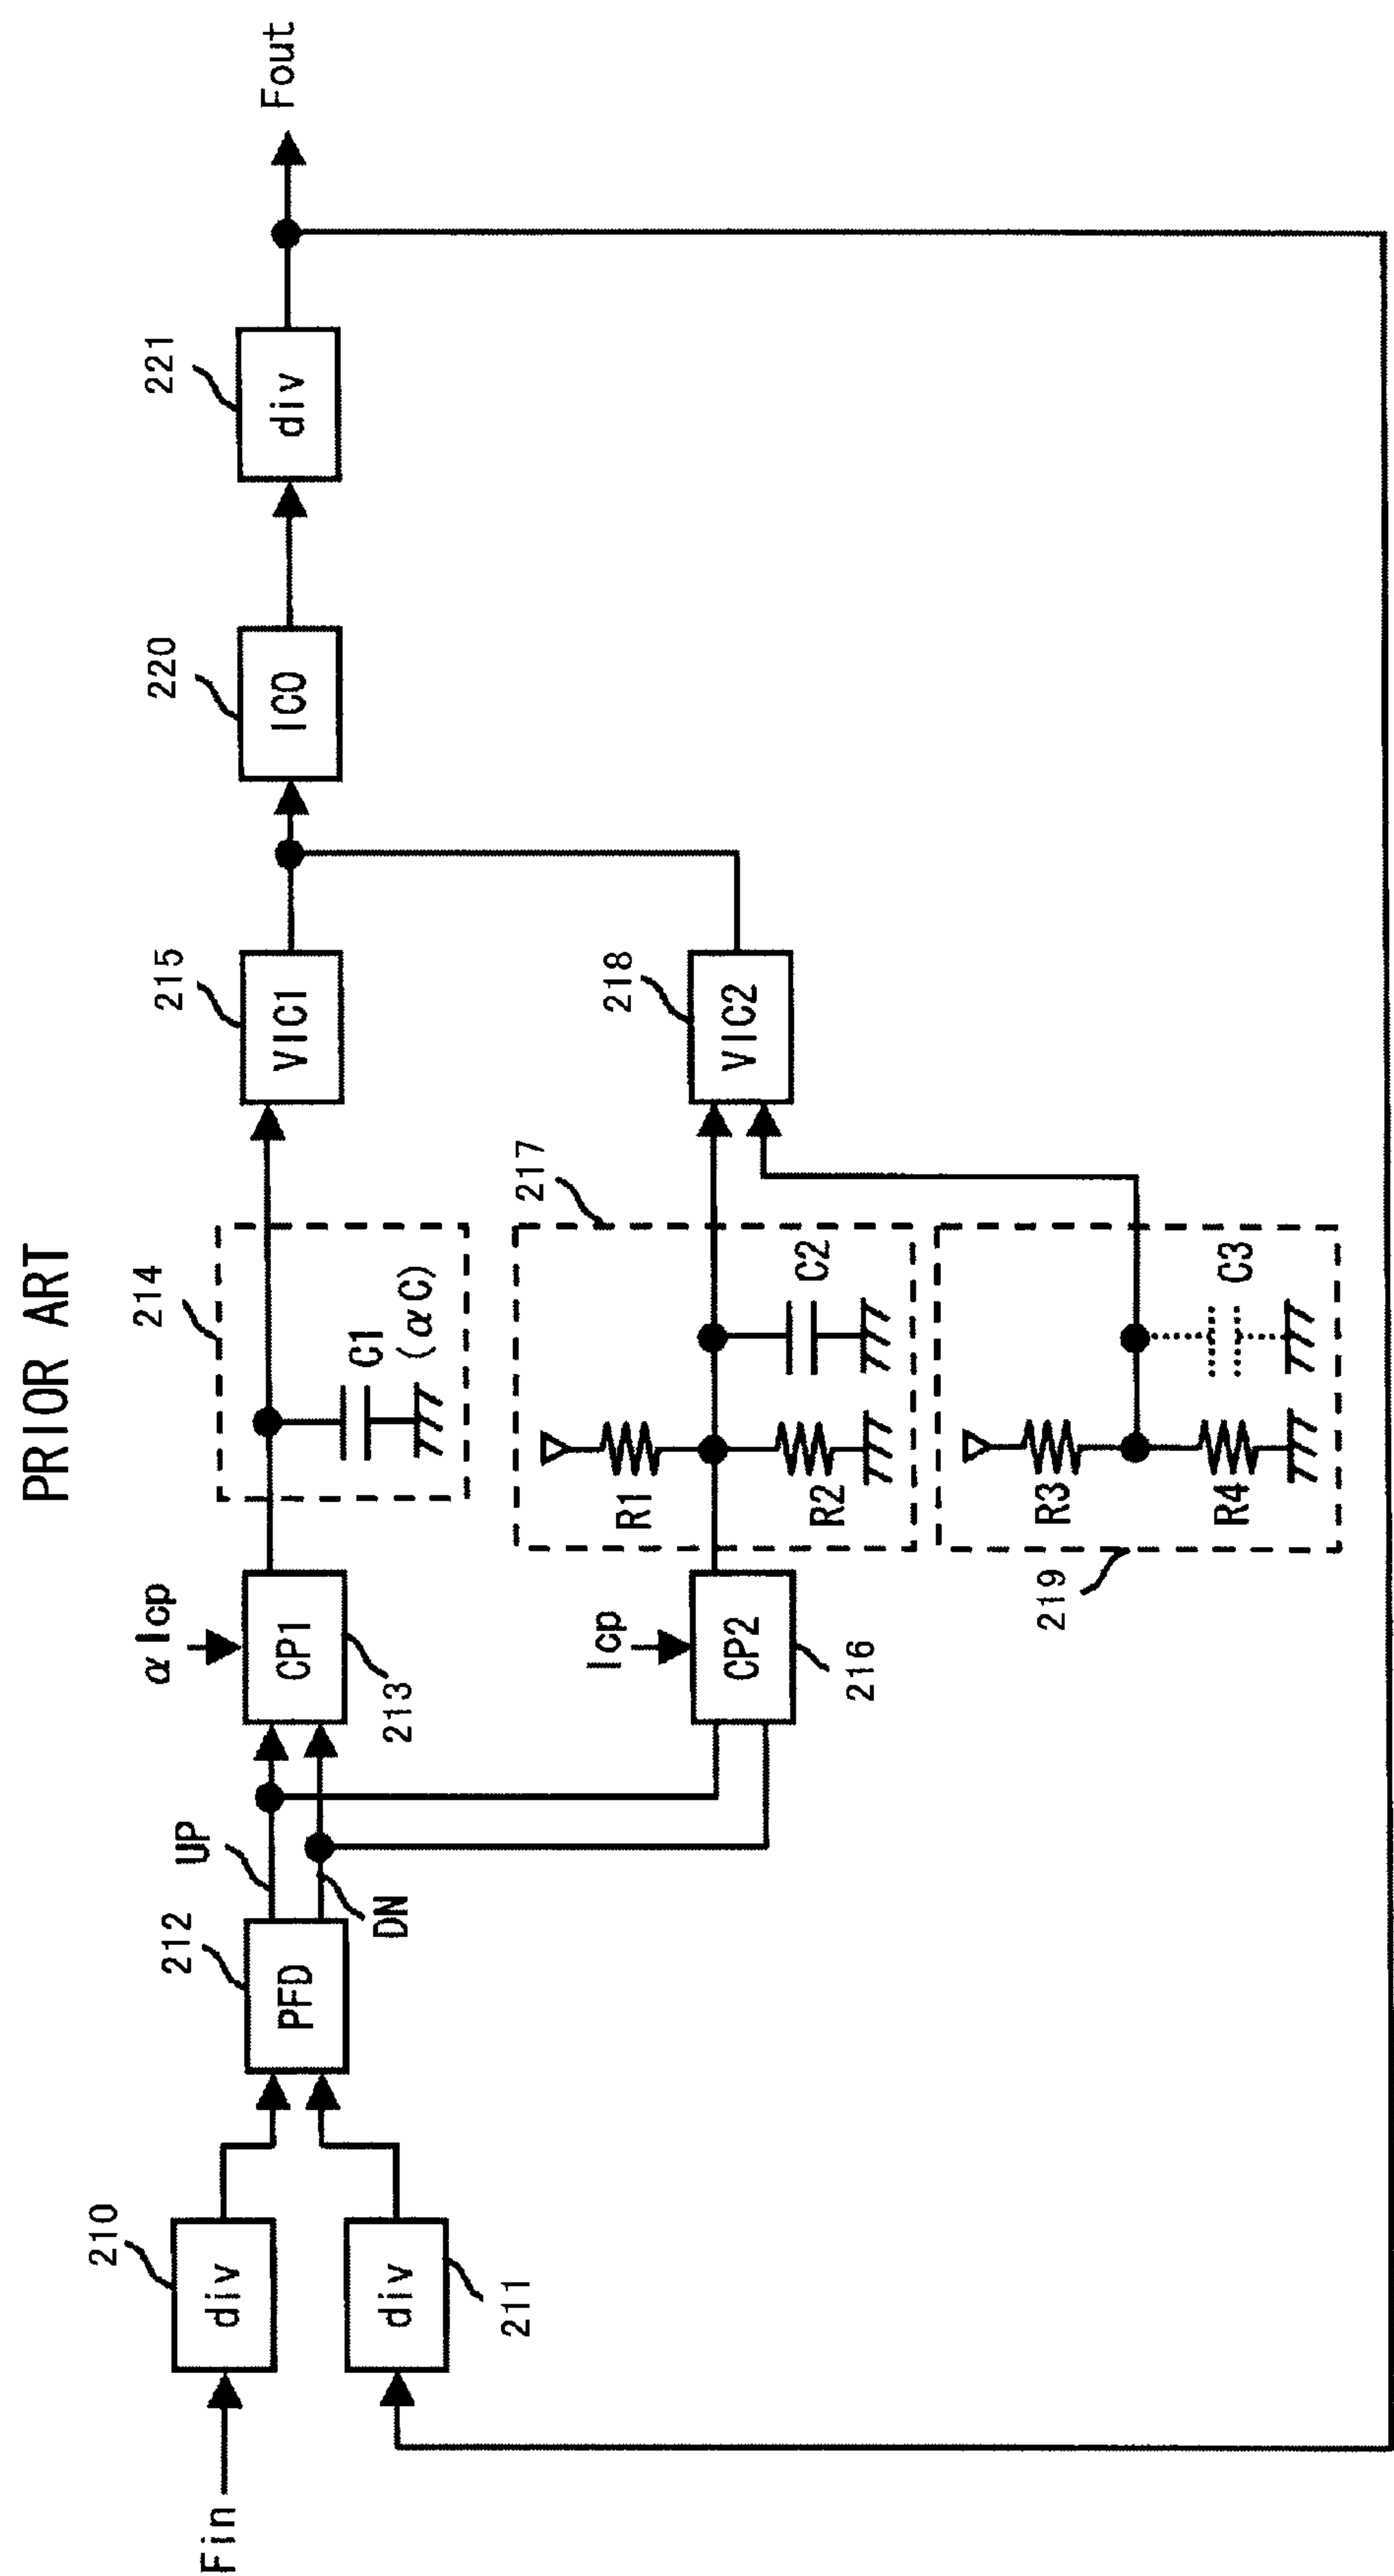 PRIOR ART
Fin
210
div
div
211
212
PFD
UP
DN
αIcp
CP1
213
Icp
CP2
216
214
C1
(αC)
217
R1
R2
C2
219
R3
R4
C3
215
VIC1
218
VIC2
220
ICO
221
div
Fout